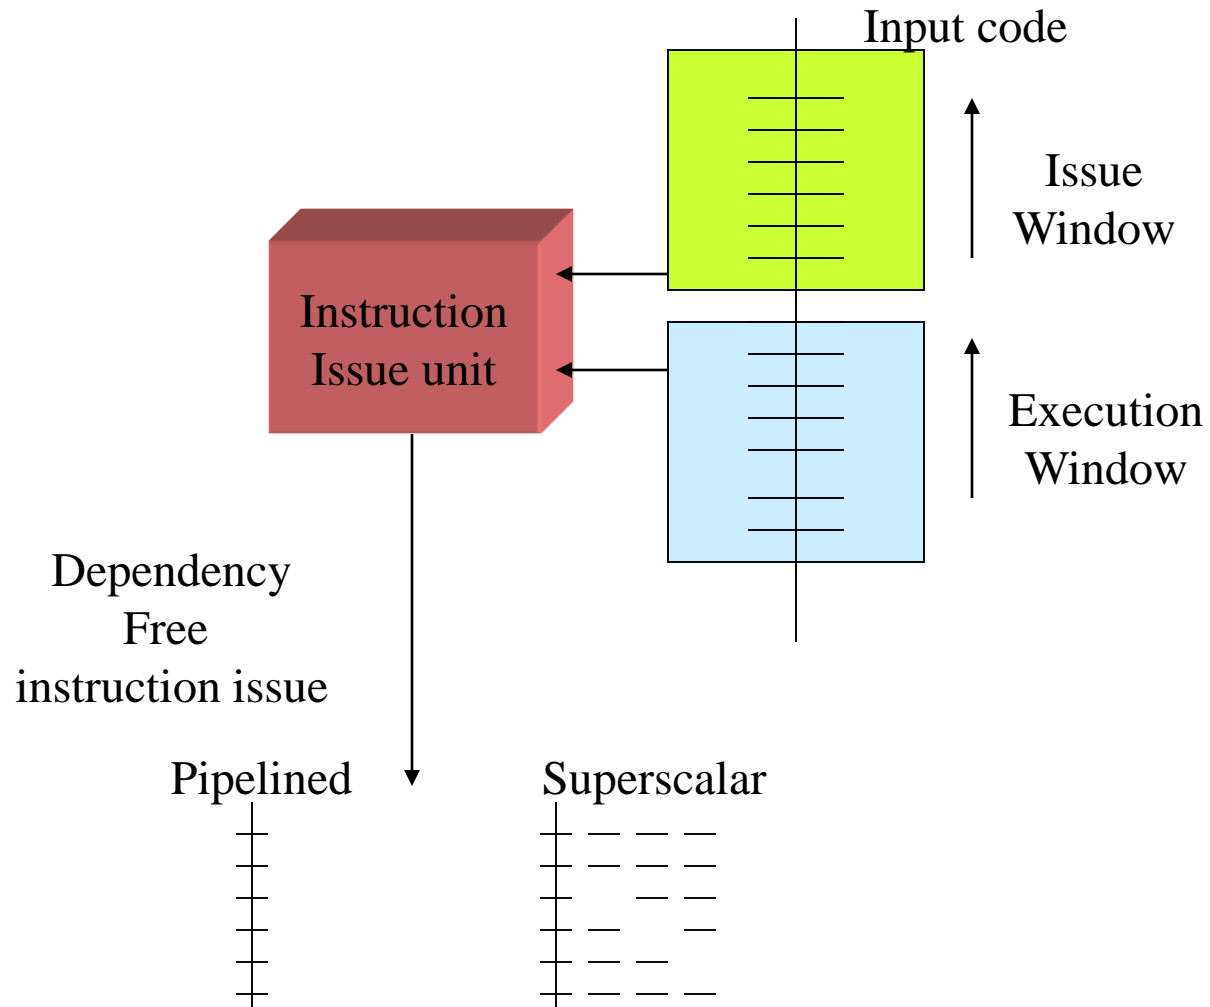 Input code
Issue
Window
Instruction
Issue unit
Execution
Window
Dependency
Free
instruction issue
Pipelined
Superscalar